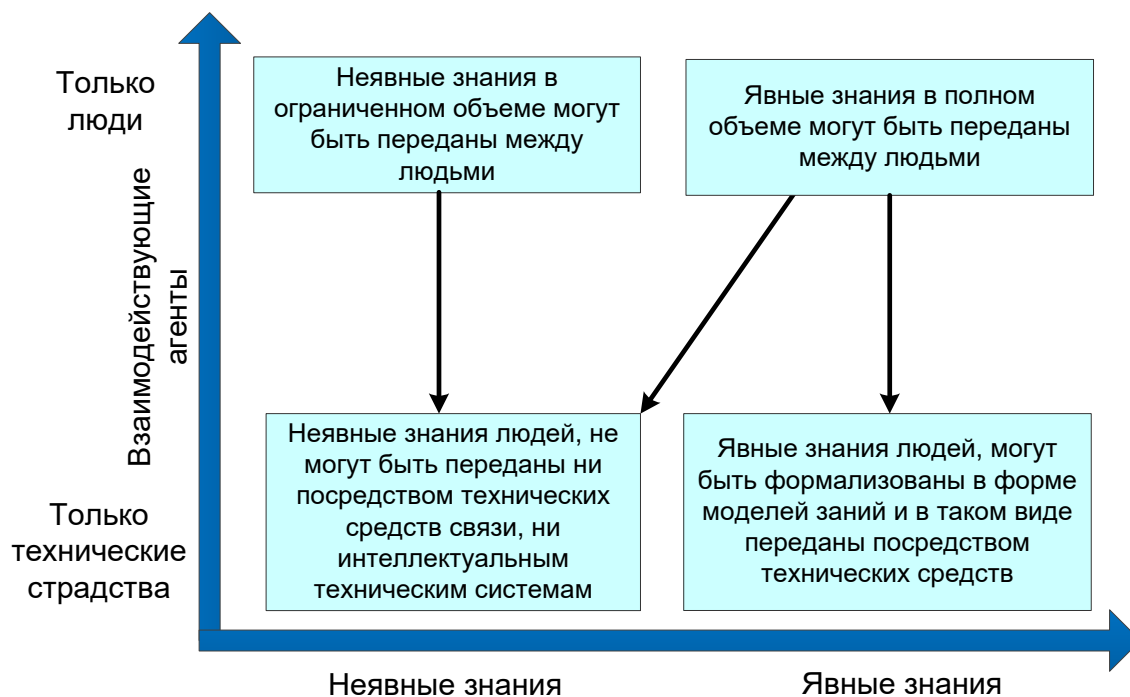 Только
люди
Неявные знания в
ограниченном объеме могут
быть переданы между
людьми
Явные знания в полном
объеме могут быть переданы
между людьми
Взаимодействующие
агенты
Неявные знания людей, не
могут быть переданы ни
посредством технических
средств связи, ни
интеллектуальным
техническим системам
Явные знания людей, могут
быть формализованы в форме
моделей заний и в таком виде
переданы посредством
технических средств
Только
технические
страдства
Неявные знания
Явные знания